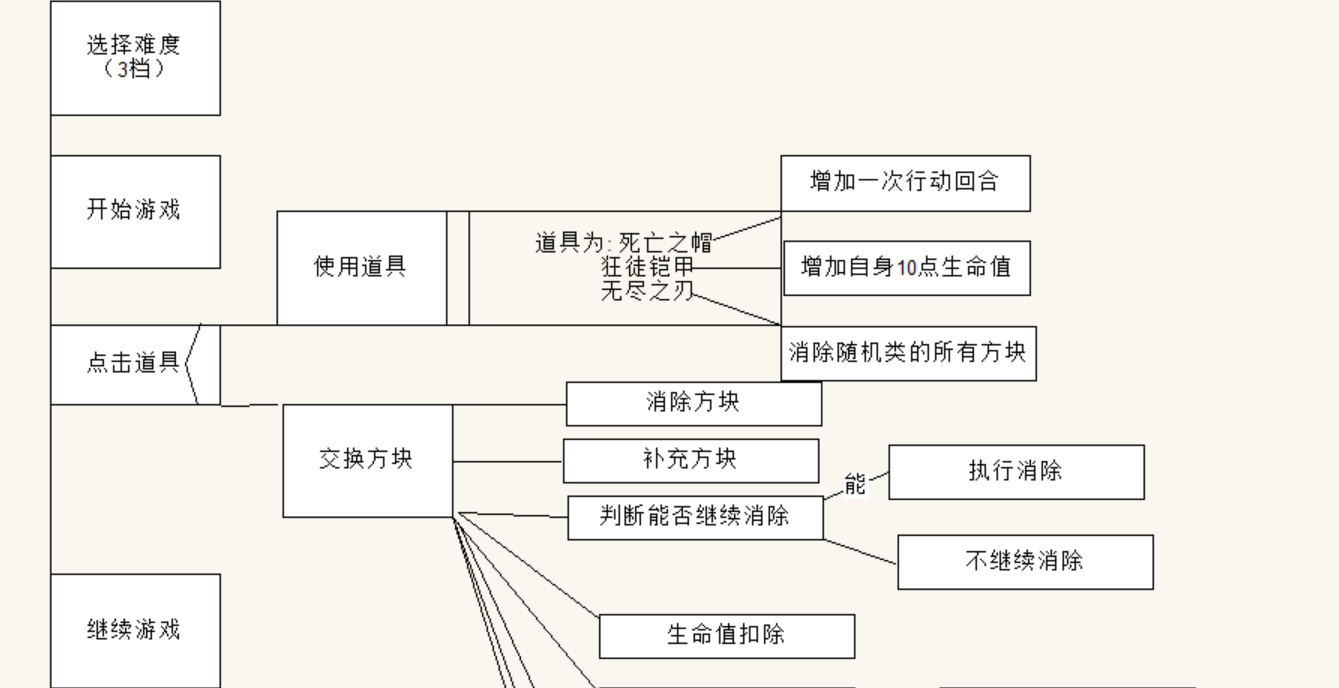 选择难度
（3档）
开始游戏
使用道具
道具为:死亡之帽
狂徒铠甲
无尽之刃
增加一次行动回合
增加自身10点生命值
消除随机类的所有方块
点击道具
交换方块
消除方块
补充方块
判断能否继续消除
能
执行消除
不继续消除
生命值扣除
继续游戏